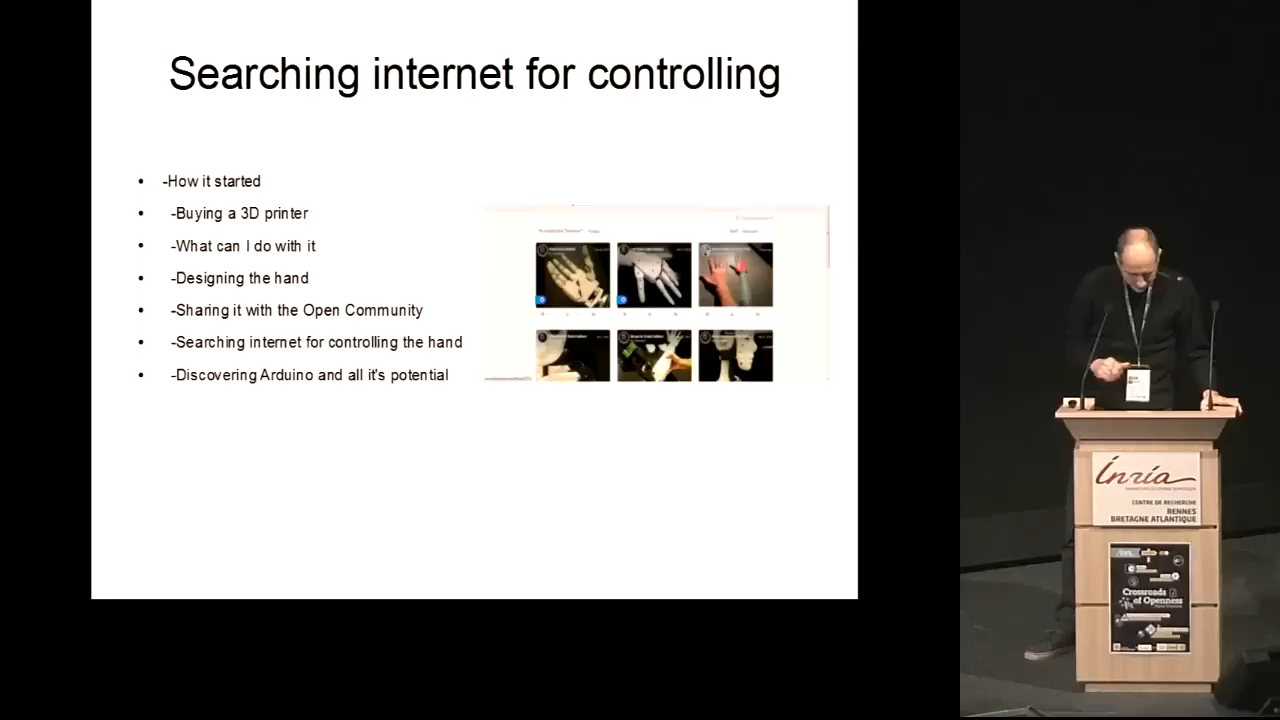 Searching internet for controlling
• -How it started
• -Buying a 3D printer
• -What can I do with it
• -Designing the hand
• -Sharing it with the Open Community
• -Searching internet for controlling the hand
• -Discovering Arduino and all it's potential
Inria
CENTRE DE RECHERCHE
RENNES
BRETAGNE ATLANTIQUE
Crossroads
of Openness